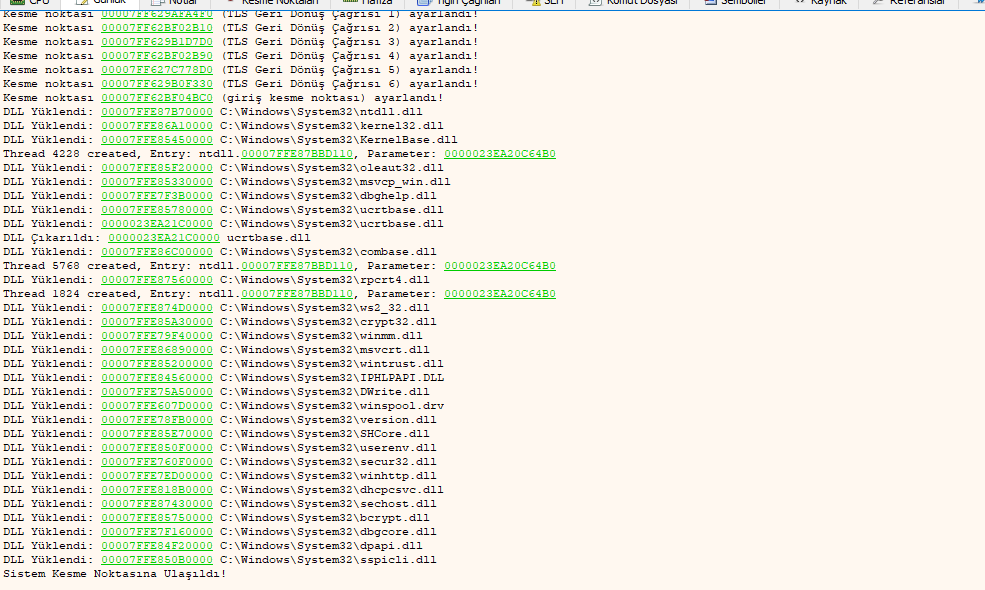 CPU Günlük Notlar Kesme Noktaları Hafıza Yığın Çağrıları SEH Komut Dosyası Semboller Kaynak Referanslar
Kesme noktası 00007FF629AFA4F0 (TLS Geri Dönüş Çağrısı 1) ayarlandı!
Kesme noktası 00007FF62BF02B10 (TLS Geri Dönüş Çağrısı 2) ayarlandı!
Kesme noktası 00007FF629B1D7D0 (TLS Geri Dönüş Çağrısı 3) ayarlandı!
Kesme noktası 00007FF62BF02B90 (TLS Geri Dönüş Çağrısı 4) ayarlandı!
Kesme noktası 00007FF627C778D0 (TLS Geri Dönüş Çağrısı 5) ayarlandı!
Kesme noktası 00007FF629B0F330 (TLS Geri Dönüş Çağrısı 6) ayarlandı!
Kesme noktası 00007FF62BF04BC0 (giriş kesme noktası) ayarlandı!
DLL Yüklendi: 00007FFE87B70000 C:\Windows\System32\ntdll.dll
DLL Yüklendi: 00007FFE86A10000 C:\Windows\System32\kernel32.dll
DLL Yüklendi: 00007FFE85450000 C:\Windows\System32\KernelBase.dll
Thread 4228 created, Entry: ntdll.00007FFE87BBD110, Parameter: 0000023EA20C64B0
DLL Yüklendi: 00007FFE85F20000 C:\Windows\System32\oleaut32.dll
DLL Yüklendi: 00007FFE85330000 C:\Windows\System32\msvcp_win.dll
DLL Yüklendi: 00007FFE7F3B0000 C:\Windows\System32\dbghelp.dll
DLL Yüklendi: 00007FFE85780000 C:\Windows\System32\ucrtbase.dll
DLL Yüklendi: 0000023EA21C0000 C:\Windows\System32\ucrtbase.dll
DLL Çıkarıldı: 0000023EA21C0000 ucrtbase.dll
DLL Yüklendi: 00007FFE86C00000 C:\Windows\System32\combase.dll
Thread 5768 created, Entry: ntdll.00007FFE87BBD110, Parameter: 0000023EA20C64B0
DLL Yüklendi: 00007FFE87560000 C:\Windows\System32\rpcrt4.dll
Thread 1824 created, Entry: ntdll.00007FFE87BBD110, Parameter: 0000023EA20C64B0
DLL Yüklendi: 00007FFE874D0000 C:\Windows\System32\ws2_32.dll
DLL Yüklendi: 00007FFE85A30000 C:\Windows\System32\crypt32.dll
DLL Yüklendi: 00007FFE79F40000 C:\Windows\System32\winmm.dll
DLL Yüklendi: 00007FFE86890000 C:\Windows\System32\msvcrt.dll
DLL Yüklendi: 00007FFE85200000 C:\Windows\System32\wintrust.dll
DLL Yüklendi: 00007FFE84560000 C:\Windows\System32\IPHLPAPI.DLL
DLL Yüklendi: 00007FFE75A50000 C:\Windows\System32\DWrite.dll
DLL Yüklendi: 00007FFE607D0000 C:\Windows\System32\winspool.drv
DLL Yüklendi: 00007FFE78FB0000 C:\Windows\System32\version.dll
DLL Yüklendi: 00007FFE85E70000 C:\Windows\System32\SHCore.dll
DLL Yüklendi: 00007FFE850F0000 C:\Windows\System32\userenv.dll
DLL Yüklendi: 00007FFE760F0000 C:\Windows\System32\secur32.dll
DLL Yüklendi: 00007FFE7ED00000 C:\Windows\System32\winhttp.dll
DLL Yüklendi: 00007FFE818B0000 C:\Windows\System32\dhcpcsvc.dll
DLL Yüklendi: 00007FFE87430000 C:\Windows\System32\sechost.dll
DLL Yüklendi: 00007FFE85750000 C:\Windows\System32\bcrypt.dll
DLL Yüklendi: 00007FFE7F160000 C:\Windows\System32\dbgcore.dll
DLL Yüklendi: 00007FFE84F20000 C:\Windows\System32\dpapi.dll
DLL Yüklendi: 00007FFE850B0000 C:\Windows\System32\sspicli.dll
Sistem Kesme Noktasına Ulaşıldı!